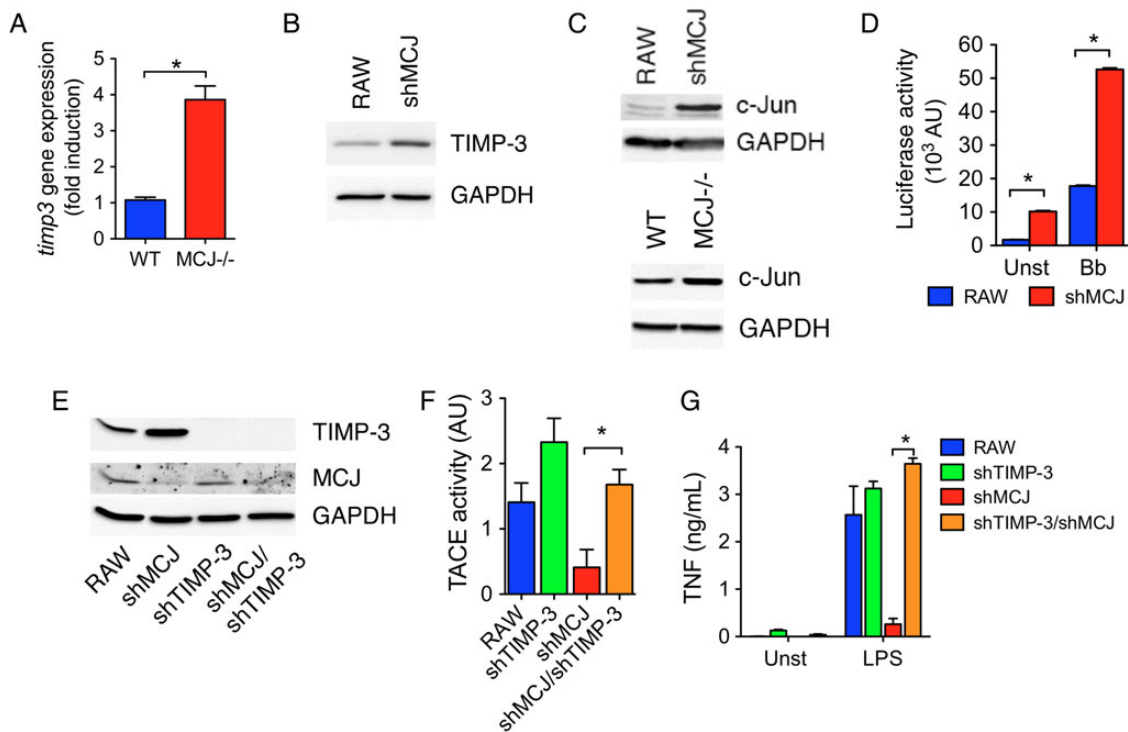 A
timp3 gene expression
(fold induction)
5
4
3
2
1
0
*
WT MCJ-/-
B
RAW
shMCJ
TIMP-3
GAPDH
C
RAW
shMCJ
c-Jun
GAPDH
WT
MCJ-/-
c-Jun
GAPDH
D
Luciferase activity
(10³ AU)
60
50
40
30
20
10
0
*
*
Unst Bb
RAW shMCJ
E
TIMP-3
MCJ
GAPDH
RAW
shMCJ
shTIMP-3
shMCJ/
shTIMP-3
F
TACE activity (AU)
3
2
1
0
*
RAW
shTIMP-3
shMCJ
shMCJ/shTIMP-3
G
TNF (ng/mL)
4
3
2
1
0
*
Unst LPS
RAW
shTIMP-3
shMCJ
shTIMP-3/shMCJ